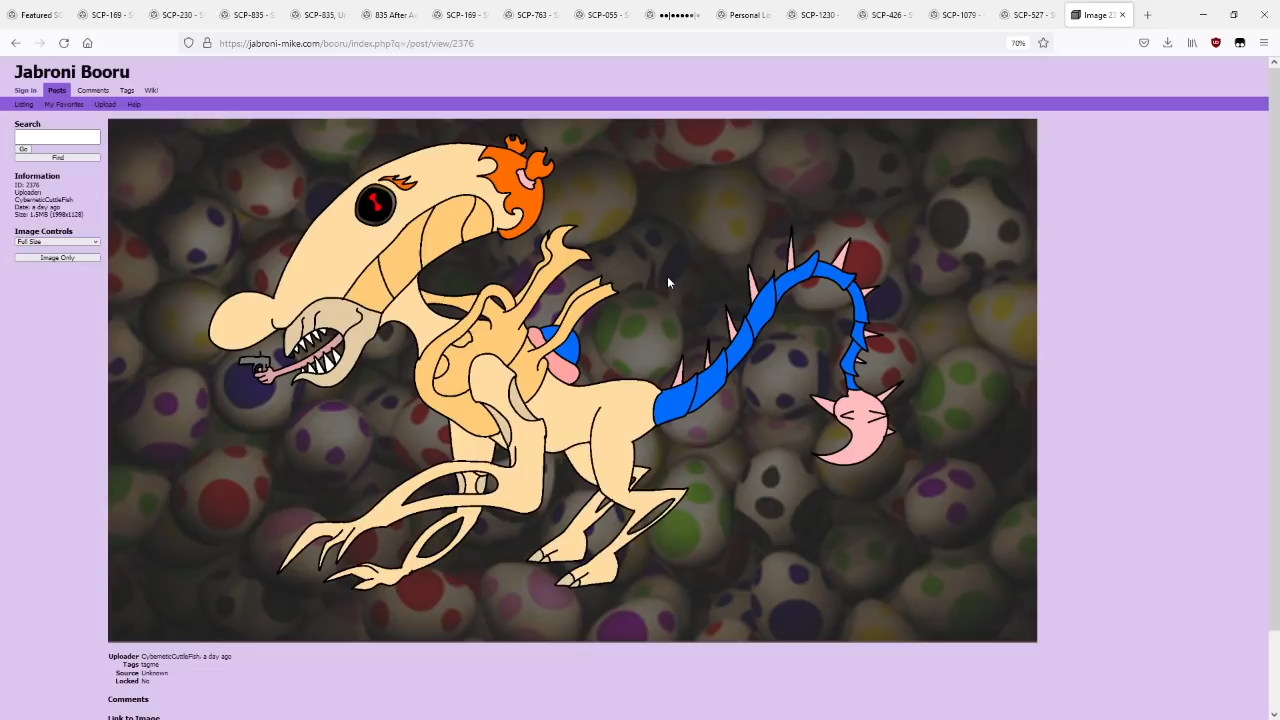 Featured SC
SCP-169 - S
SCP-230 - S
SCP-835 - S
SCP-835, U
835 After A
SCP-169 - S
SCP-763 - S
SCP-055 - S
●●|●●●●●|●
Personal Lo
SCP-1230 -
SCP-426 - S
SCP-1079 -
SCP-527 - S
Image 23
https://jabroni-mike.com/booru/index.php?q=/post/view/2376
70%
Jabroni Booru
Sign In Posts Comments Tags Wiki
Listing My Favorites Upload Help
Search
Go
Find
Information
ID: 2376
Uploader:
CyberneticCuttleFish
Date: a day ago
Size: 1.5MB (1998x1128)
Image Controls
Full Size
Image Only
Uploader CyberneticCuttleFish, a day ago
Tags tagme
Source Unknown
Locked No
Comments
Link to Image